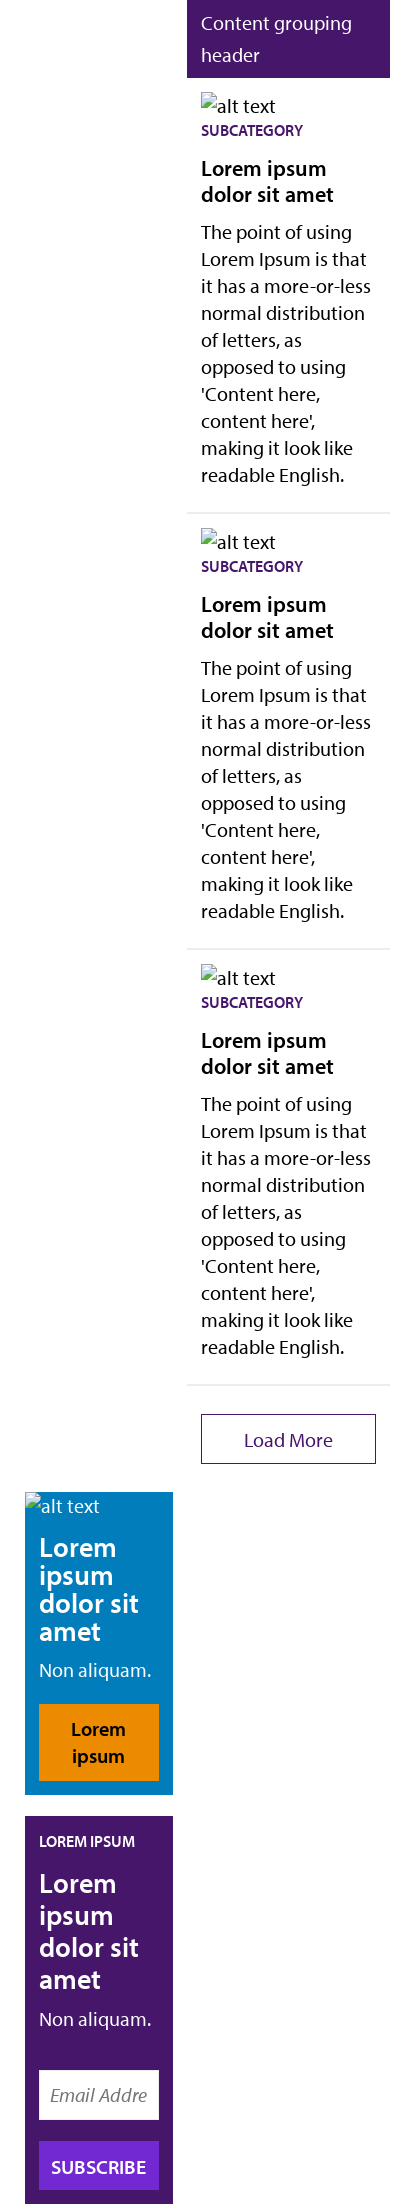 Content grouping
header
alt text
SUBCATEGORY
Lorem ipsum
dolor sit amet
The point of using
Lorem Ipsum is that
it has a more-or-less
normal distribution
of letters, as
opposed to using
'Content here,
content here',
making it look like
readable English.
alt text
SUBCATEGORY
Lorem ipsum
dolor sit amet
The point of using
Lorem Ipsum is that
it has a more-or-less
normal distribution
of letters, as
opposed to using
'Content here,
content here',
making it look like
readable English.
alt text
SUBCATEGORY
Lorem ipsum
dolor sit amet
The point of using
Lorem Ipsum is that
it has a more-or-less
normal distribution
of letters, as
opposed to using
'Content here,
content here',
making it look like
readable English.
Load More
alt text
Lorem
ipsum
dolor sit
amet
Non aliquam.
Lorem
ipsum
LOREM IPSUM
Lorem
ipsum
dolor sit
amet
Non aliquam.
Email Addre
SUBSCRIBE